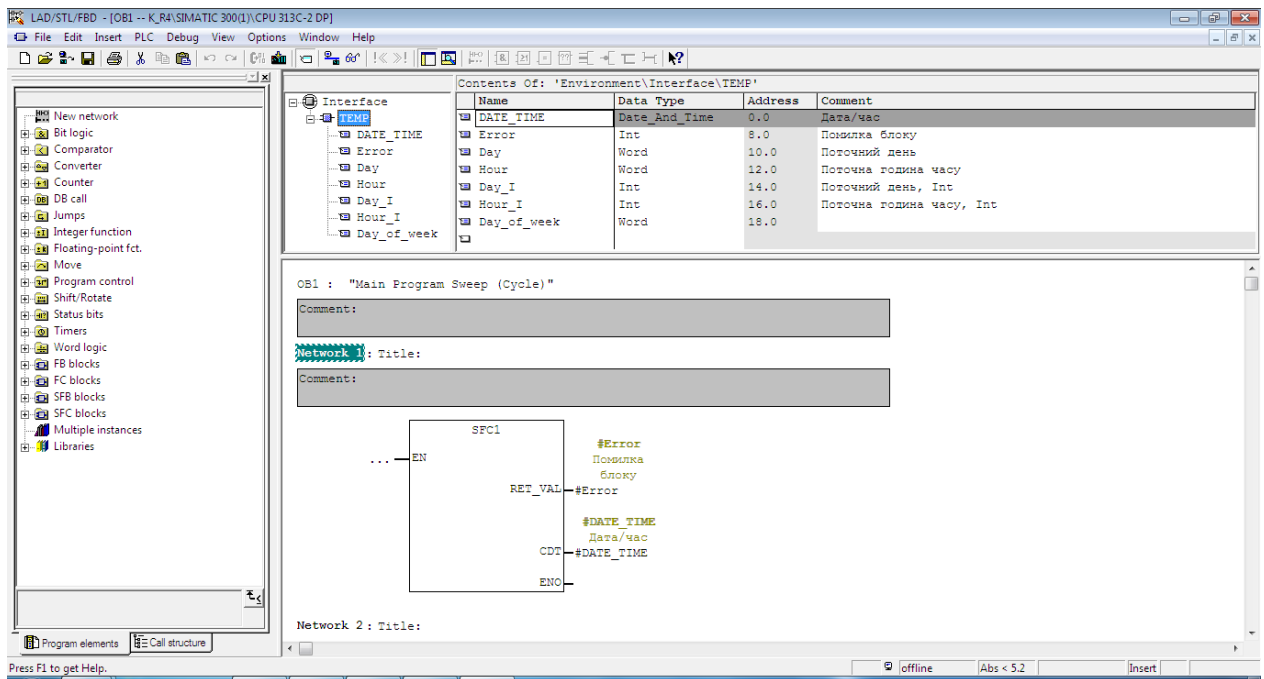 LAD/STL/FBD - [OB1 -- K_R4\SIMATIC 300(1)\CPU 313C-2 DP]
File Edit Insert PLC Debug View Options Window Help
New network
Bit logic
Comparator
Converter
Counter
DB call
Jumps
Integer function
Floating-point fct.
Move
Program control
Shift/Rotate
Status bits
Timers
Word logic
FB blocks
FC blocks
SFB blocks
SFC blocks
Multiple instances
Libraries
Program elements Call structure
Interface
TEMP
DATE_TIME
Error
Day
Hour
Day_I
Hour_I
Day_of_week
Contents Of: 'Environment\Interface\TEMP'
Name Data Type Address Comment
DATE_TIME Date_And_Time 0.0 Дата/час
Error Int 8.0 Помилка блоку
Day Word 10.0 Поточний день
Hour Word 12.0 Поточна година часу
Day_I Int 14.0 Поточний день, Int
Hour_I Int 16.0 Поточна година часу, Int
Day_of_week Word 18.0
OB1 : "Main Program Sweep (Cycle)"
Comment:
Network 1: Title:
Comment:
SFC1
... EN
#Error
Помилка
блоку
RET_VAL #Error
#DATE_TIME
Дата/час
CDT #DATE_TIME
ENO
Network 2 : Title:
Press F1 to get Help. offline Abs < 5.2 Insert